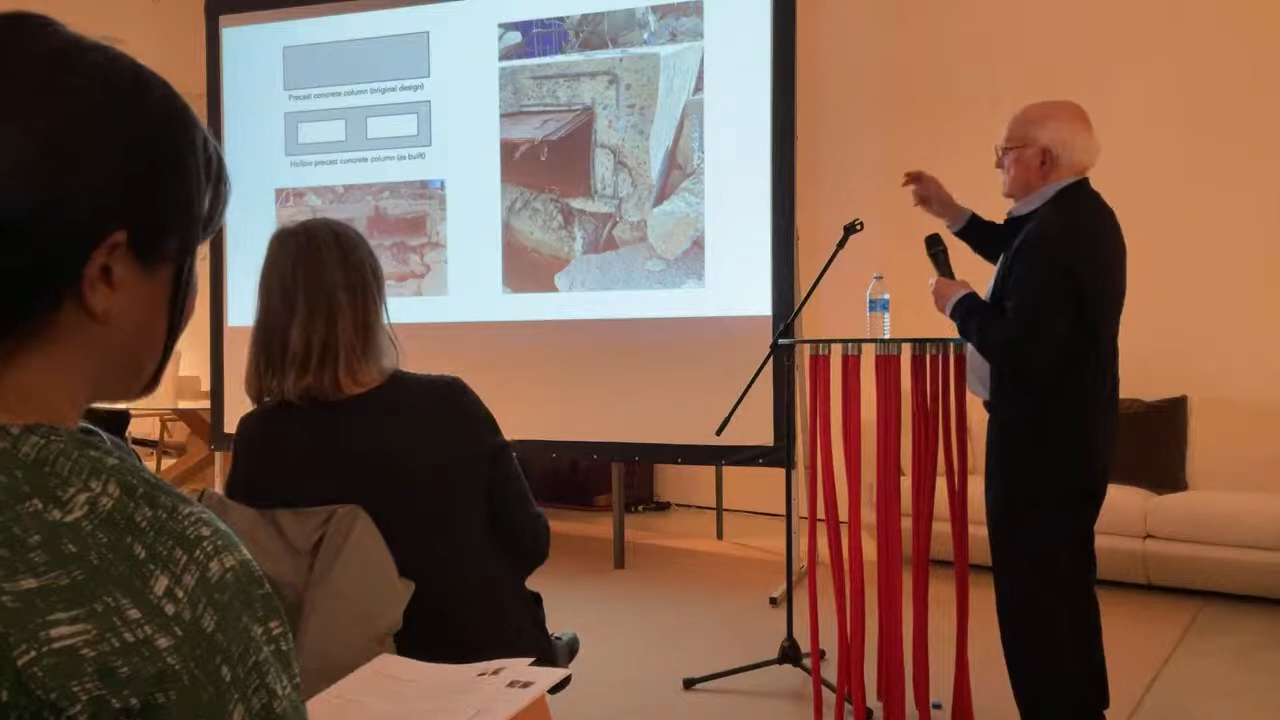 Precast concrete column (original design)
Hollow precast concrete column (as built)